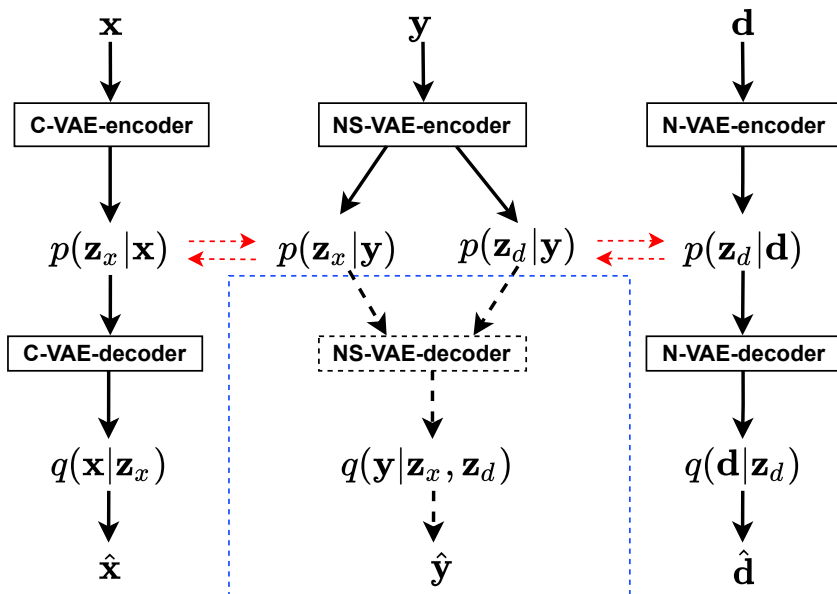 x y d
C-VAE-encoder NS-VAE-encoder N-VAE-encoder
p(z_x|x) p(z_x|y) p(z_d|y) p(z_d|d)
C-VAE-decoder NS-VAE-decoder N-VAE-decoder
q(x|z_x) q(y|z_x, z_d) q(d|z_d)
x̂ ŷ d̂